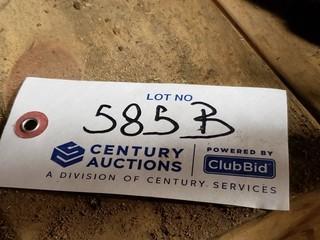 LOT NO
585B
CENTURY AUCTIONS
POWERED BY
ClubBid
A DIVISION OF CENTURY SERVICES